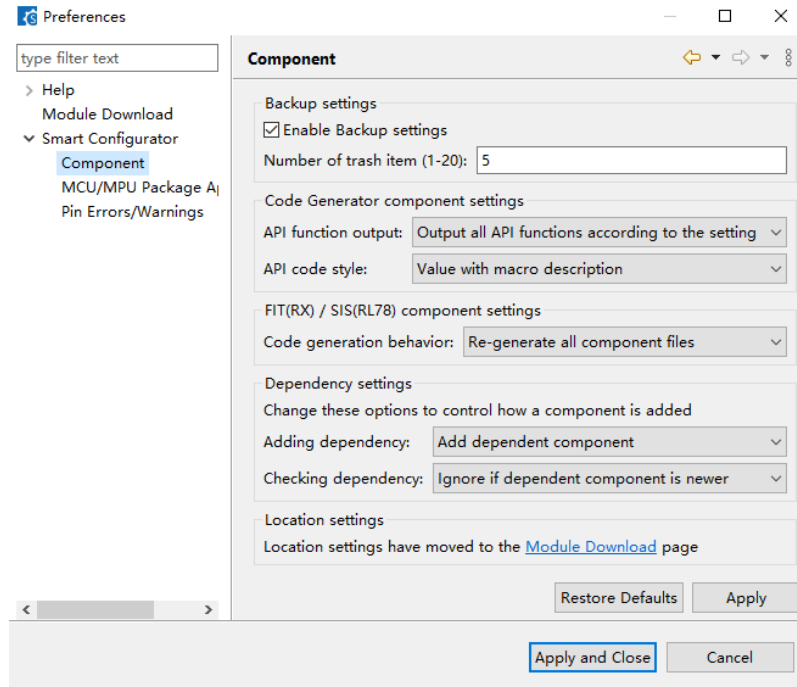 Preferences
type filter text
Help
Module Download
Smart Configurator
Component
MCU/MPU Package
Pin Errors/Warnings
Component
Backup settings
Enable Backup settings
Number of trash item (1-20): 5
Code Generator component settings
API function output: Output all API functions according to the setting
API code style: Value with macro description
FIT(RX) / SIS(RL78) component settings
Code generation behavior: Re-generate all component files
Dependency settings
Change these options to control how a component is added
Adding dependency: Add dependent component
Checking dependency: Ignore if dependent component is newer
Location settings
Location settings have moved to the Module Download page
Restore Defaults Apply
Apply and Close Cancel